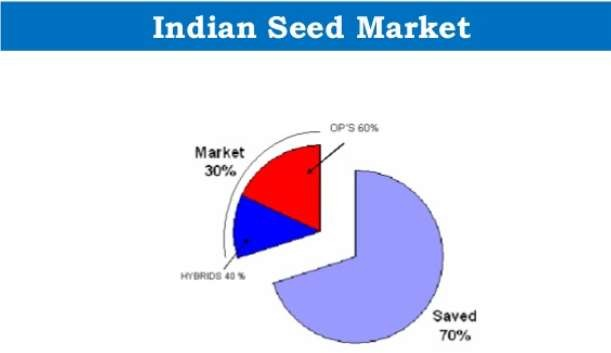 Indian Seed Market
OP'S 60%
Market
30%
HYBRIDS 40 %
Saved
70%